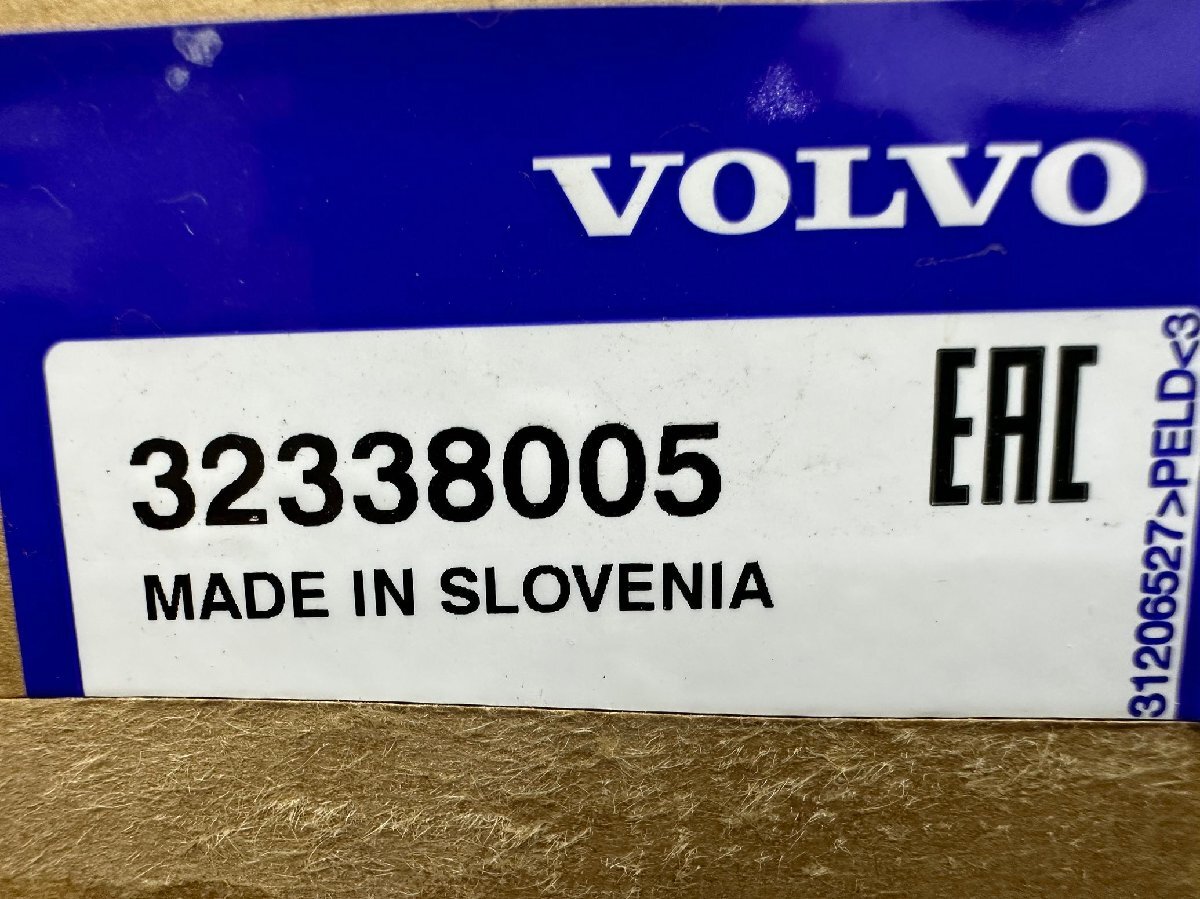 VOLVO
EAC
32338005
MADE IN SLOVENIA
31206527>PELD<3